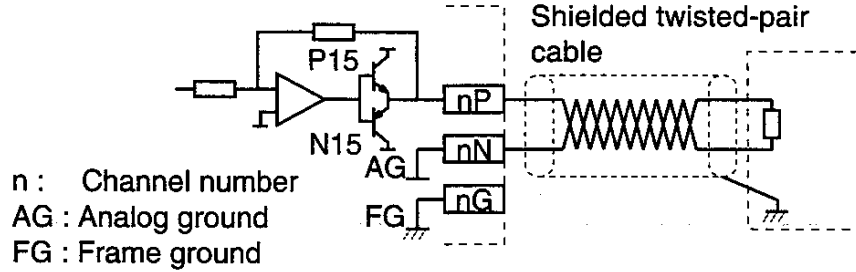 Shielded twisted-pair
cable
P15
nP
N15
AG
nN
n : Channel number
AG : Analog ground
FG
nG
FG : Frame ground